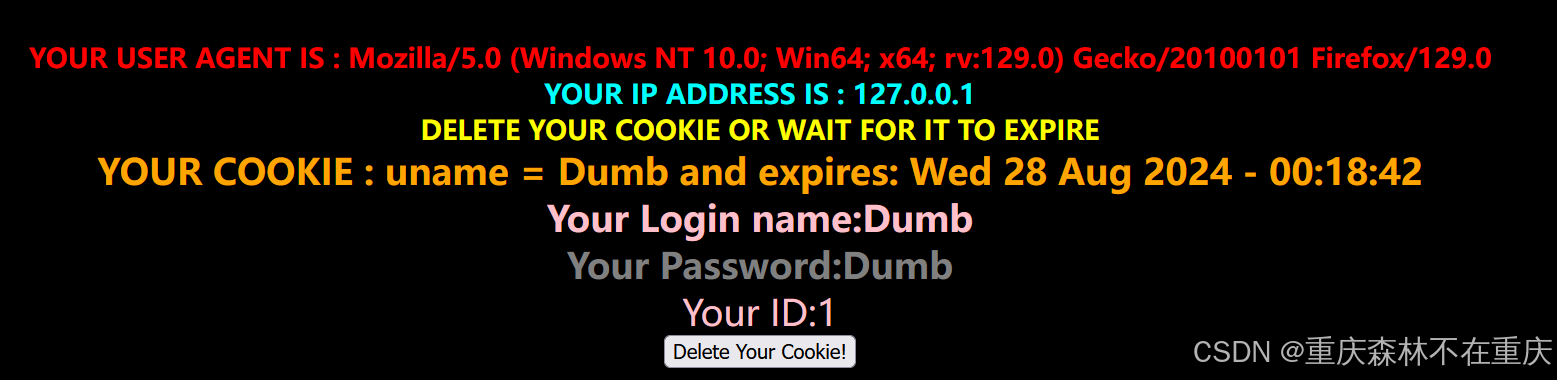 YOUR USER AGENT IS : Mozilla/5.0 (Windows NT 10.0; Win64; x64; rv:129.0) Gecko/20100101 Firefox/129.0
YOUR IP ADDRESS IS : 127.0.0.1
DELETE YOUR COOKIE OR WAIT FOR IT TO EXPIRE
YOUR COOKIE : uname = Dumb and expires: Wed 28 Aug 2024 - 00:18:42
Your Login name:Dumb
Your Password:Dumb
Your ID:1
Delete Your Cookie!
CSDN @重庆森林不在重庆